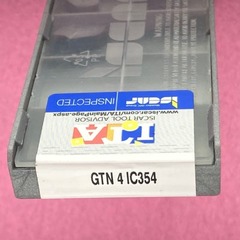 iscar
INSPECTED
ITA
ISCAR TOOL ADVISOR
www.iscar.com/ITA/MainPage.aspx
GTN 4 IC354